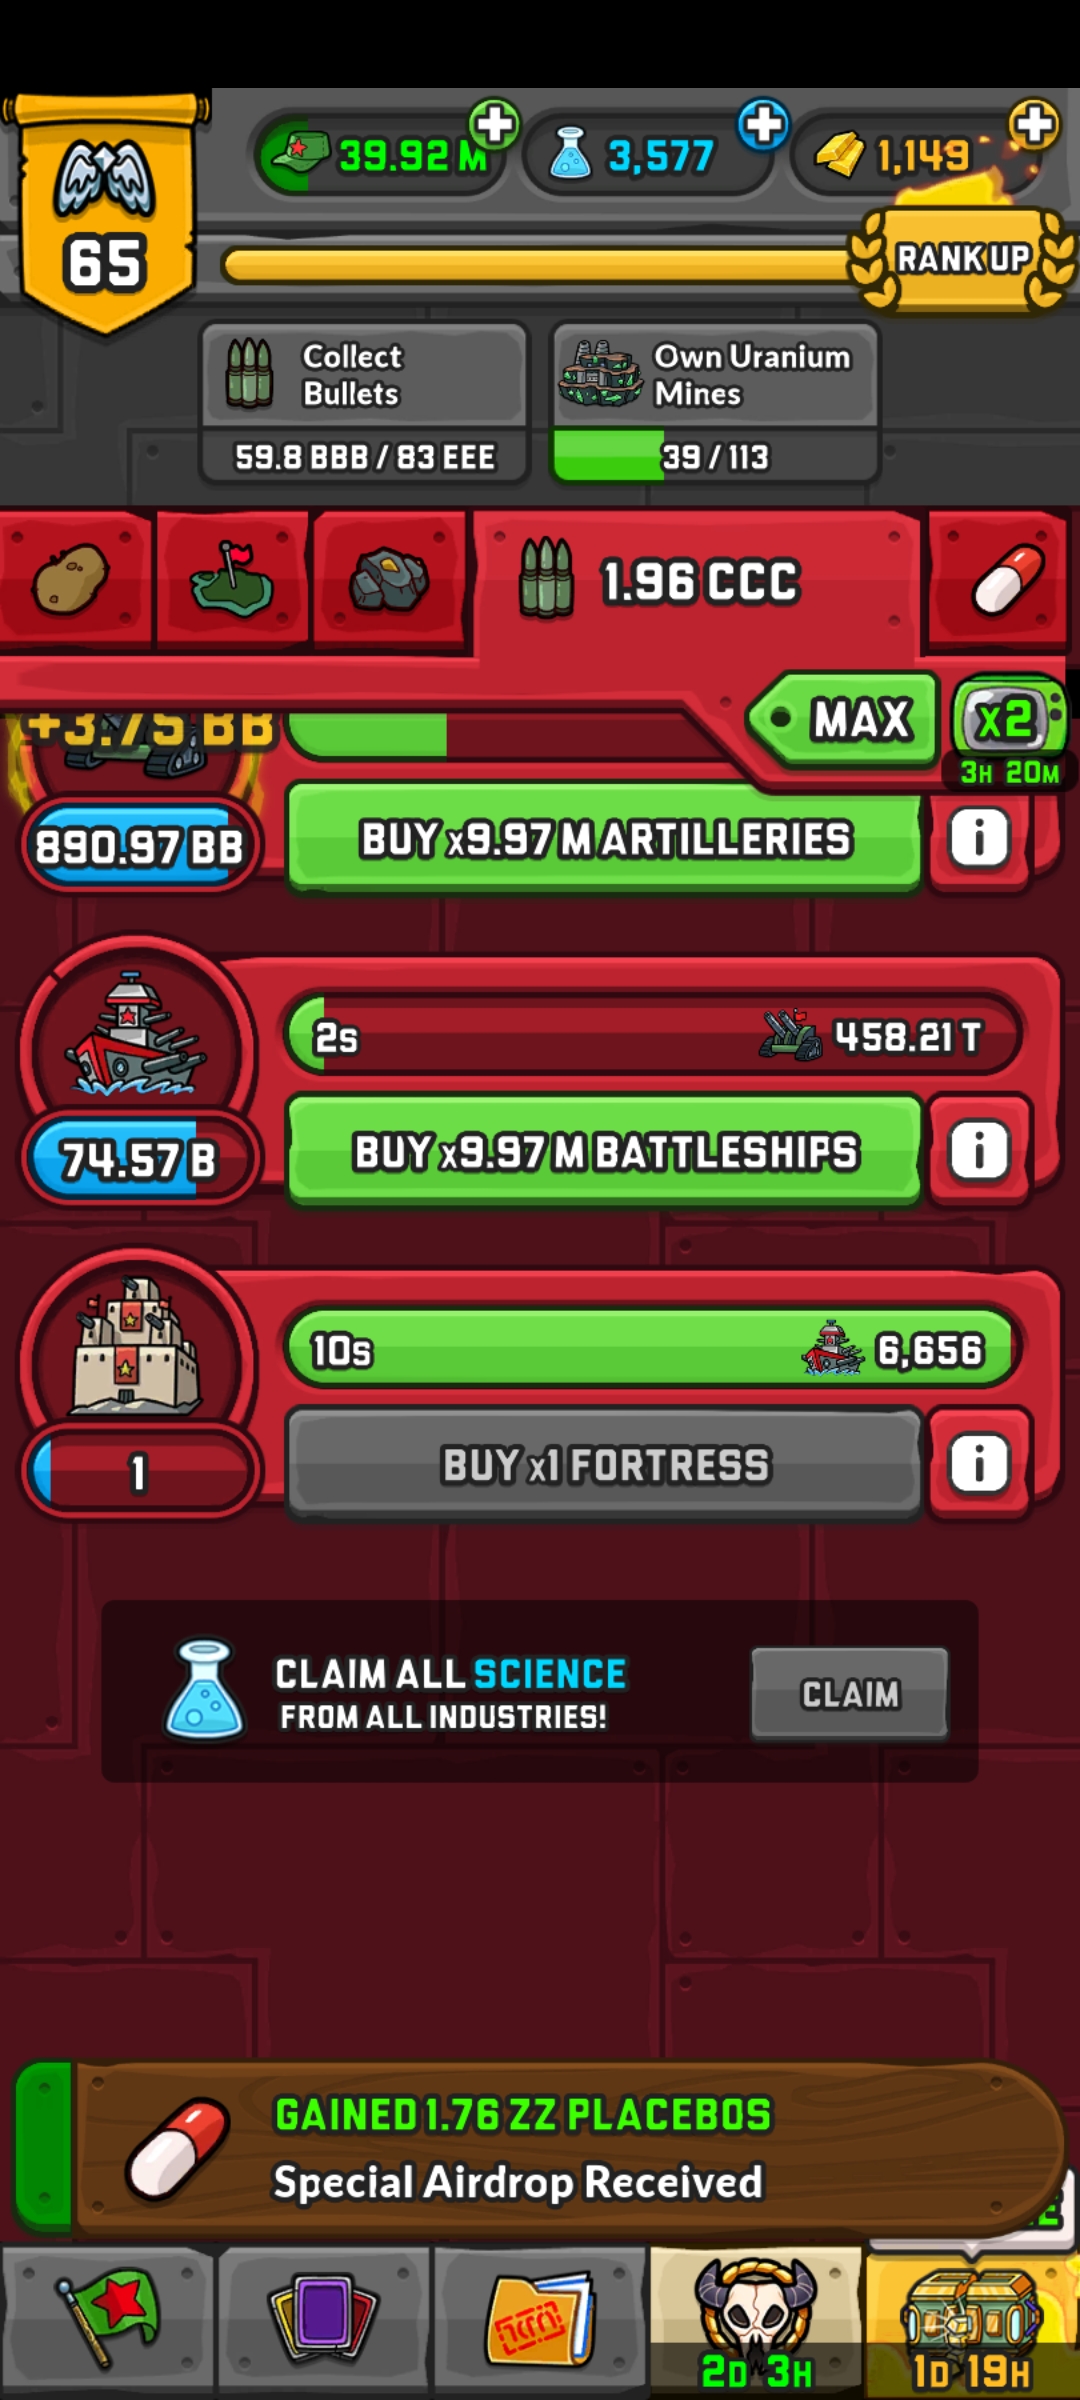 39.92 M
3,577
1,149
65
RANK UP
Collect
Bullets
59.8 BBB / 83 EEE
Own Uranium
Mines
39 / 113
1.96 CCC
MAX
x2
3H 20M
+3.75 BB
890.97 BB
BUY x9.97 M ARTILLERIES
i
2s
458.21 T
74.57 B
BUY x9.97 M BATTLESHIPS
i
10s
6,656
1
BUY x1 FORTRESS
i
CLAIM ALL SCIENCE
FROM ALL INDUSTRIES!
CLAIM
GAINED 1.76 ZZ PLACEBOS
Special Airdrop Received
2D 3H
1D 19H